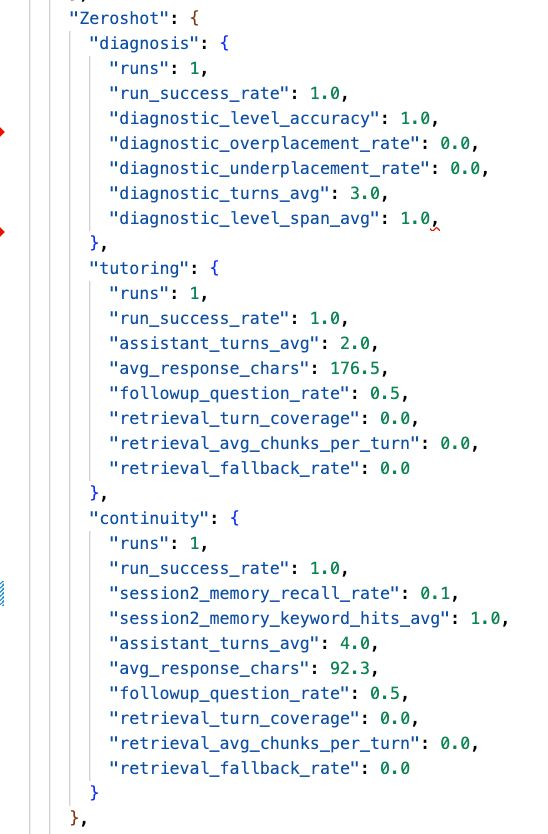 "Zeroshot": {
"diagnosis": {
"runs": 1,
"run_success_rate": 1.0,
"diagnostic_level_accuracy": 1.0,
"diagnostic_overplacement_rate": 0.0,
"diagnostic_underplacement_rate": 0.0,
"diagnostic_turns_avg": 3.0,
"diagnostic_level_span_avg": 1.0,
},
"tutoring": {
"runs": 1,
"run_success_rate": 1.0,
"assistant_turns_avg": 2.0,
"avg_response_chars": 176.5,
"followup_question_rate": 0.5,
"retrieval_turn_coverage": 0.0,
"retrieval_avg_chunks_per_turn": 0.0,
"retrieval_fallback_rate": 0.0
},
"continuity": {
"runs": 1,
"run_success_rate": 1.0,
"session2_memory_recall_rate": 0.1,
"session2_memory_keyword_hits_avg": 1.0,
"assistant_turns_avg": 4.0,
"avg_response_chars": 92.3,
"followup_question_rate": 0.5,
"retrieval_turn_coverage": 0.0,
"retrieval_avg_chunks_per_turn": 0.0,
"retrieval_fallback_rate": 0.0
}
},